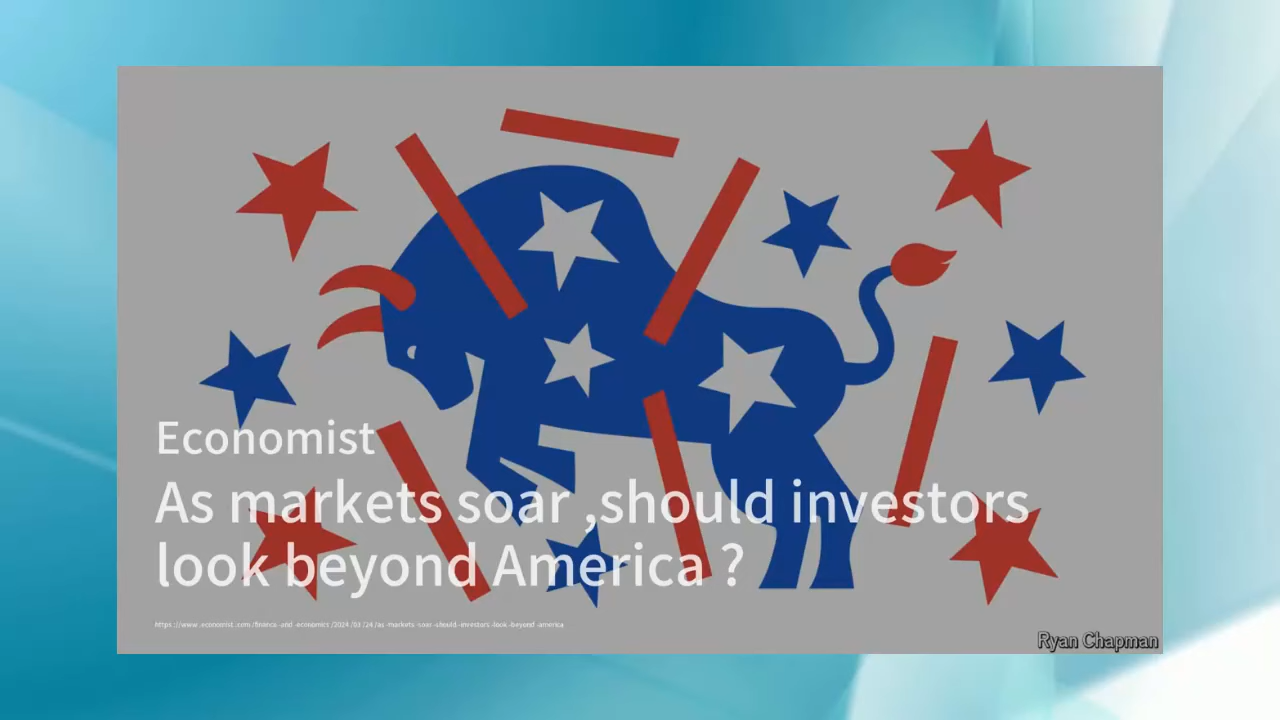 Economist
As markets soar ,should investors
look beyond America ?
https://www.economist.com/finance-and-economics/2024/03/24/as-markets-soar-should-investors-look-beyond-america
Ryan Chapman